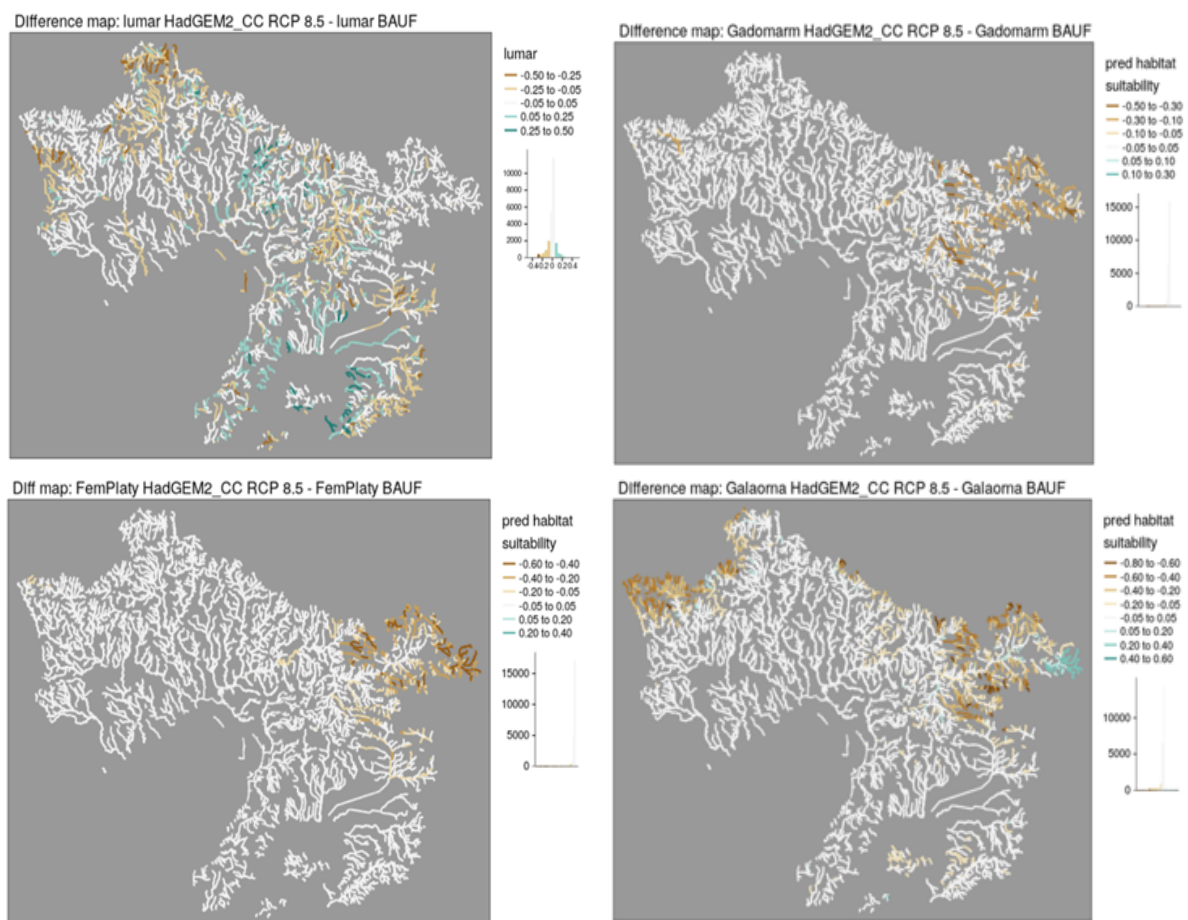 Difference map: lumar HadGEM2_CC RCP 8.5 - lumar BAUF
lumar
-0.50 to -0.25
-0.25 to -0.05
-0.05 to 0.05
0.05 to 0.25
0.25 to 0.50
10000
8000
6000
4000
2000
0
-0.4-0.2 0 0.20.4
Difference map: Gadomarm HadGEM2_CC RCP 8.5 - Gadomarm BAUF
pred habitat
suitability
-0.50 to -0.30
-0.30 to -0.10
-0.10 to -0.05
-0.05 to 0.05
0.05 to 0.10
0.10 to 0.30
15000
10000
5000
0
Diff map: FemPlaty HadGEM2_CC RCP 8.5 - FemPlaty BAUF
pred habitat
suitability
-0.60 to -0.40
-0.40 to -0.20
-0.20 to -0.05
-0.05 to 0.05
0.05 to 0.20
0.20 to 0.40
15000
10000
5000
0
Difference map: Galaorna HadGEM2_CC RCP 8.5 - Galaorna BAUF
pred habitat
suitability
-0.80 to -0.60
-0.60 to -0.40
-0.40 to -0.20
-0.20 to -0.05
-0.05 to 0.05
0.05 to 0.20
0.20 to 0.40
0.40 to 0.60
10000
5000
0